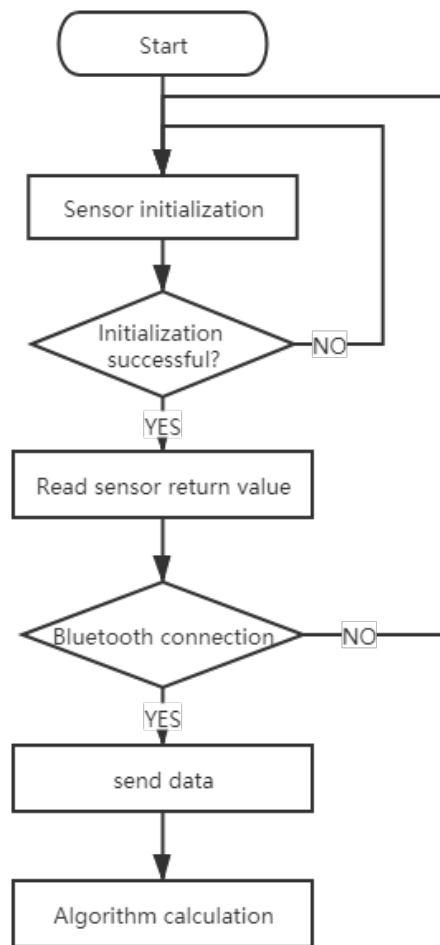 Start
Sensor initialization
Initialization
successful?
NO
YES
Read sensor return value
Bluetooth connection
NO
YES
send data
Algorithm calculation